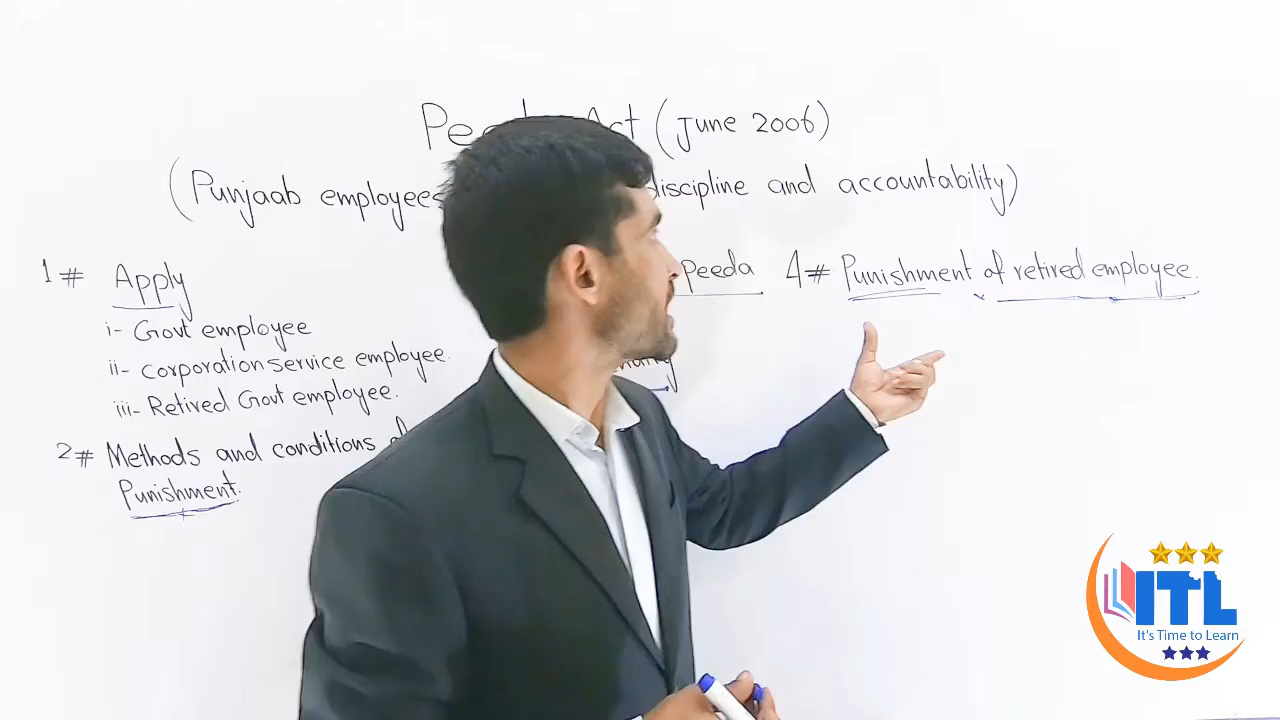 Act (June 2006)
(Punjaab employees discipline and accountability)
1# Apply
i- Govt employee
ii- corporation service employee.
iii- Retired Govt employee.
2# Methods and conditions
Punishment.
Peeda
4# Punishment of retired employee.
ITL
It's Time to Learn